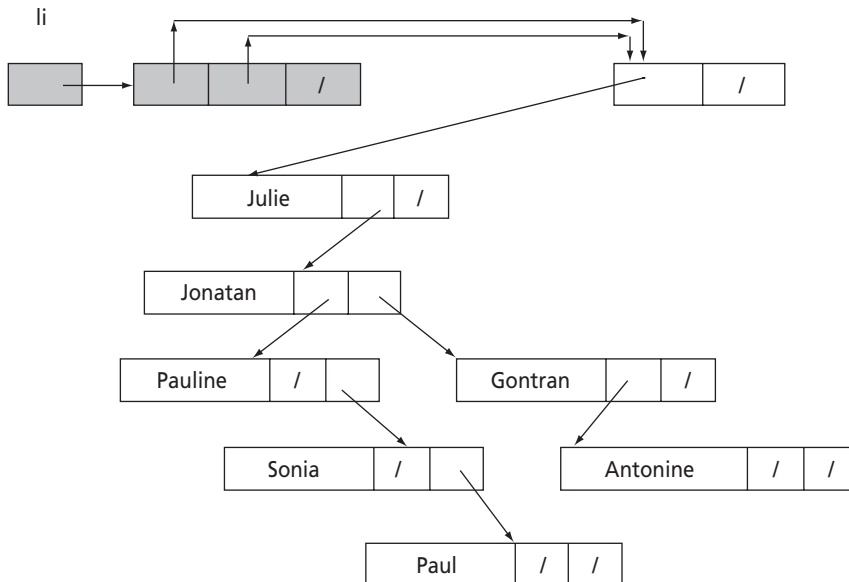 li
/ /
Julie /
Jonatan
Pauline / Gontran /
Sonia / Antonine / /
Paul / /